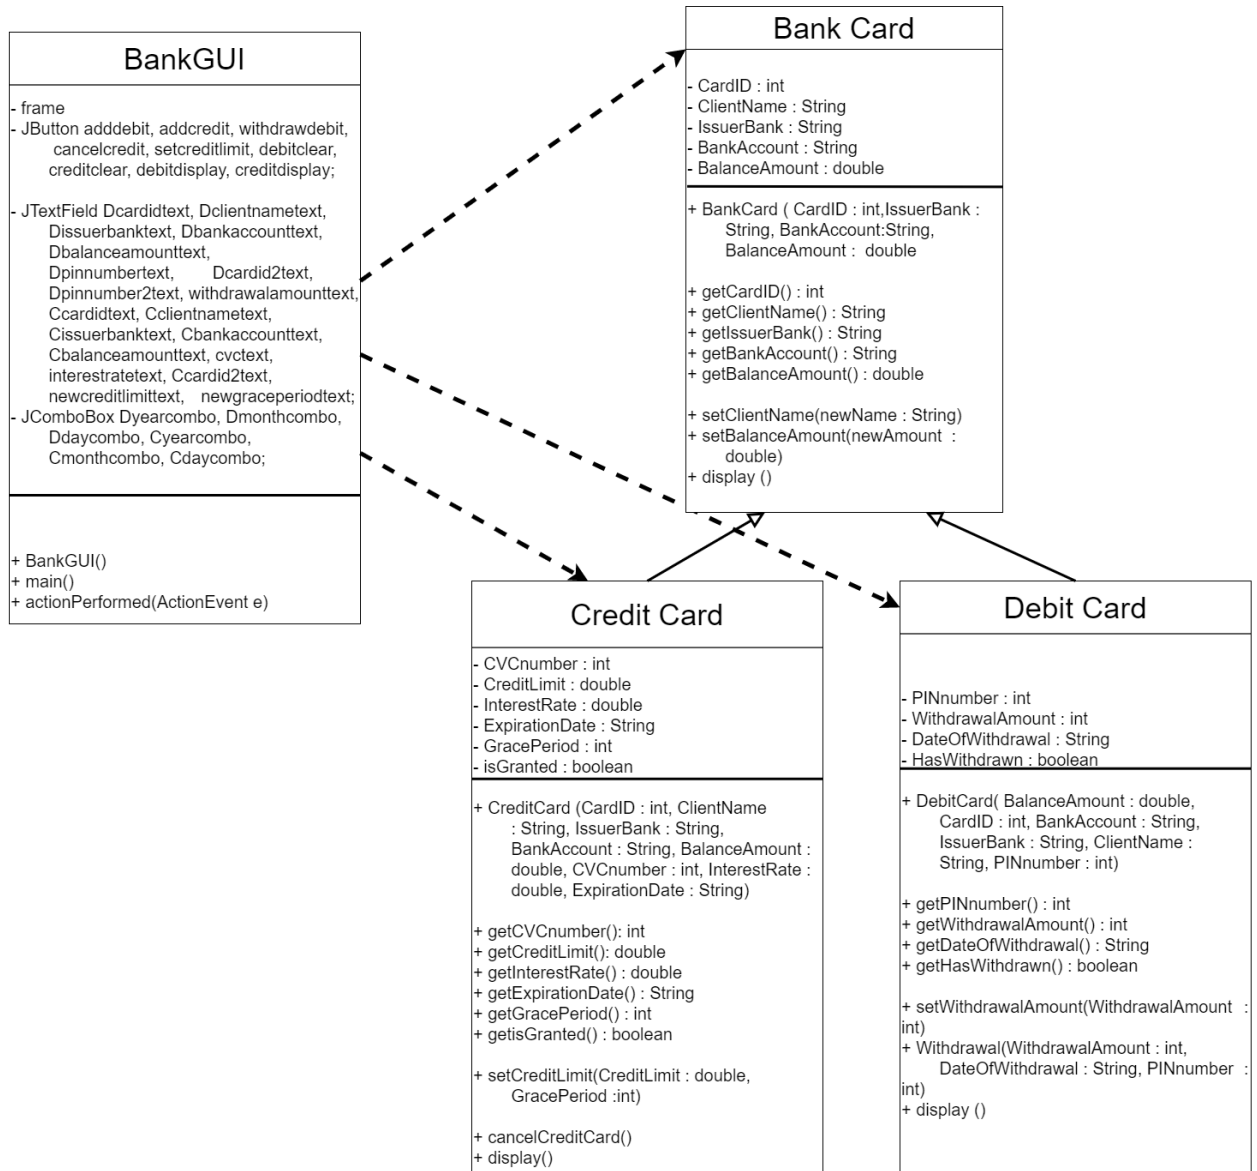 BankGUI
- frame
- JButton adddebit, addcredit, withdrawdebit,
cancelcredit, setcreditlimit, debitclear,
creditclear, debitdisplay, creditdisplay;
- JTextField Dcardidtext, Dclientnametext,
Dissuerbanktext, Dbankaccounttext,
Dbalanceamounttext,
Dpinnumbertext, Dcardid2text,
Dpinnumber2text, withdrawalamounttext,
Ccardidtext, Cclientnametext,
Cissuerbanktext, Cbankaccounttext,
Cbalanceamounttext, cvctext,
interestratetext, Ccardid2text,
newcreditlimittext, newgraceperiodtext;
- JComboBox Dyearcombo, Dmonthcombo,
Ddaycombo, Cyearcombo,
Cmonthcombo, Cdaycombo;
+ BankGUI()
+ main()
+ actionPerformed(ActionEvent e)
Bank Card
- CardID : int
- ClientName : String
- IssuerBank : String
- BankAccount : String
- BalanceAmount : double
+ BankCard ( CardID : int,IssuerBank :
String, BankAccount:String,
BalanceAmount : double
+ getCardID() : int
+ getClientName() : String
+ getIssuerBank() : String
+ getBankAccount() : String
+ getBalanceAmount() : double
+ setClientName(newName : String)
+ setBalanceAmount(newAmount :
double)
+ display ()
Credit Card
- CVCnumber : int
- CreditLimit : double
- InterestRate : double
- ExpirationDate : String
- GracePeriod : int
- isGranted : boolean
+ CreditCard (CardID : int, ClientName
: String, IssuerBank : String,
BankAccount : String, BalanceAmount :
double, CVCnumber : int, InterestRate :
double, ExpirationDate : String)
+ getCVCnumber(): int
+ getCreditLimit(): double
+ getInterestRate() : double
+ getExpirationDate() : String
+ getGracePeriod() : int
+ getisGranted() : boolean
+ setCreditLimit(CreditLimit : double,
GracePeriod :int)
+ cancelCreditCard()
+ display()
Debit Card
- PINnumber : int
- WithdrawalAmount : int
- DateOfWithdrawal : String
- HasWithdrawn : boolean
+ DebitCard( BalanceAmount : double,
CardID : int, BankAccount : String,
IssuerBank : String, ClientName :
String, PINnumber : int)
+ getPINnumber() : int
+ getWithdrawalAmount() : int
+ getDateOfWithdrawal() : String
+ getHasWithdrawn() : boolean
+ setWithdrawalAmount(WithdrawalAmount :
int)
+ Withdrawal(WithdrawalAmount : int,
DateOfWithdrawal : String, PINnumber :
int)
+ display ()